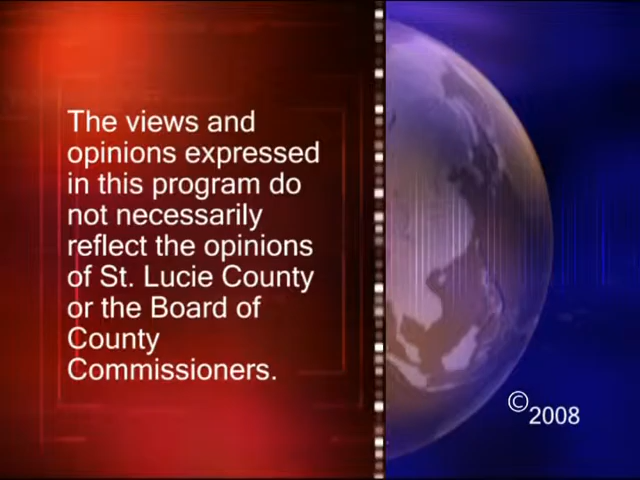 The views and
opinions expressed
in this program do
not necessarily
reflect the opinions
of St. Lucie County
or the Board of
County
Commissioners.
© 2008